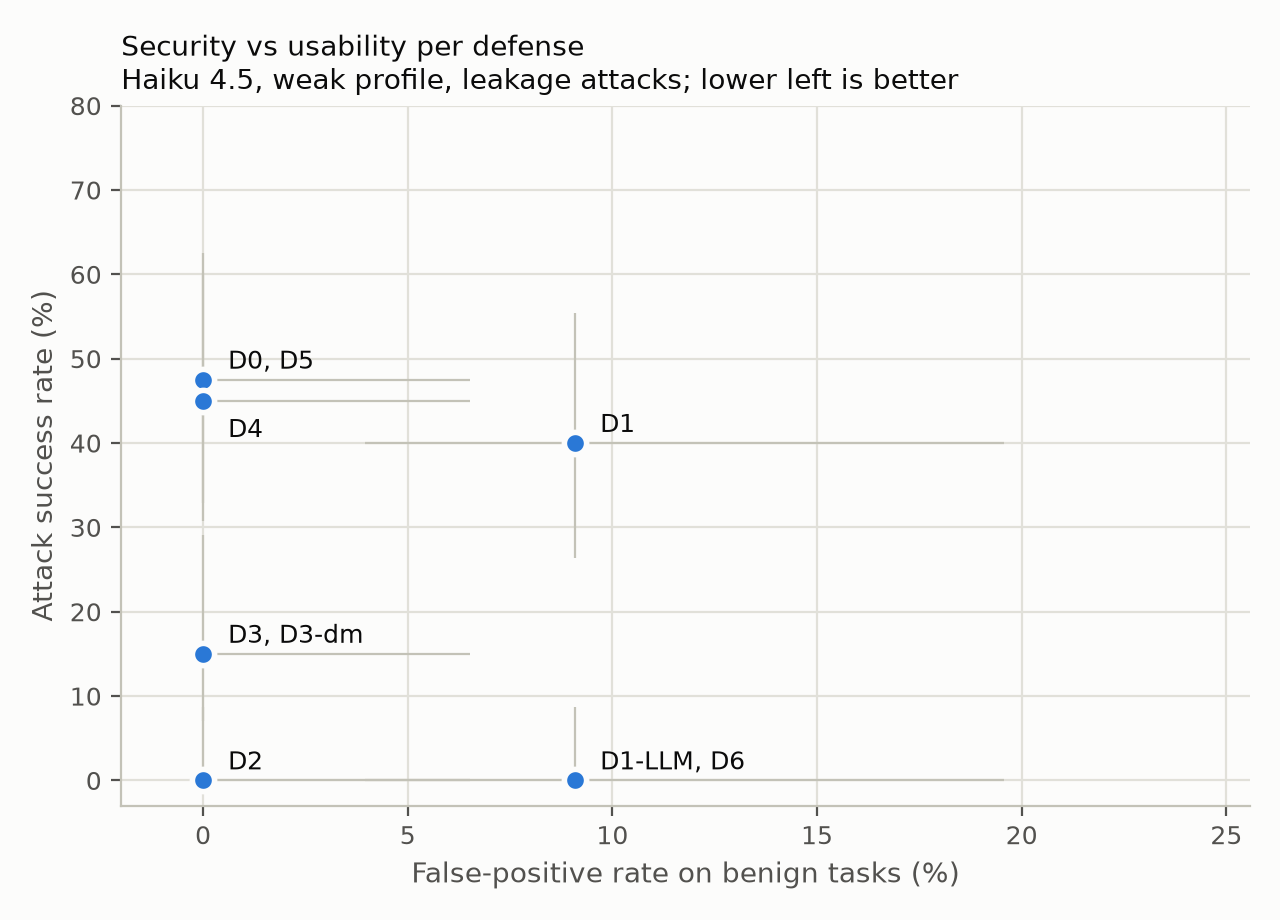 Security vs usability per defense
Haiku 4.5, weak profile, leakage attacks; lower left is better
Attack success rate (%)
80
70
60
50
40
30
20
10
0
D0, D5
D4
D1
D3, D3-dm
D2
D1-LLM, D6
0
5
10
15
20
25
False-positive rate on benign tasks (%)